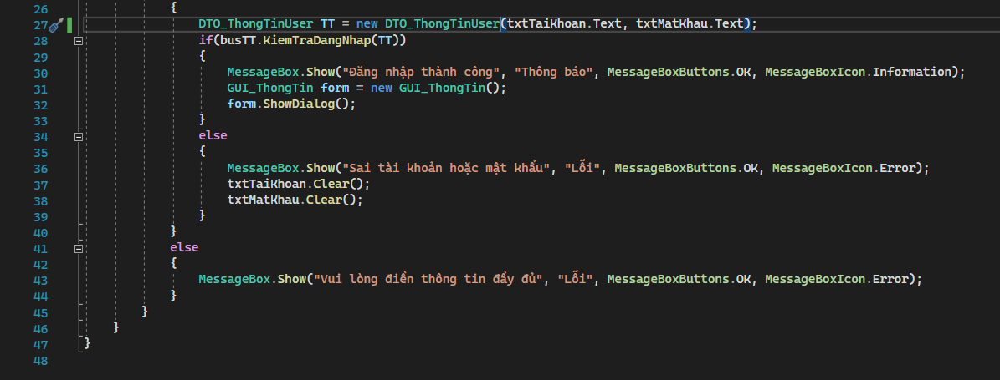 26 {
27 DTO_ThongTinUser TT = new DTO_ThongTinUser(txtTaiKhoan.Text, txtMatKhau.Text);
28 if(busTT.KiemTraDangNhap(TT))
29 {
30 MessageBox.Show("Đăng nhập thành công", "Thông báo", MessageBoxButtons.OK, MessageBoxIcon.Information);
31 GUI_ThongTin form = new GUI_ThongTin();
32 form.ShowDialog();
33 }
34 else
35 {
36 MessageBox.Show("Sai tài khoản hoặc mật khẩu", "Lỗi", MessageBoxButtons.OK, MessageBoxIcon.Error);
37 txtTaiKhoan.Clear();
38 txtMatKhau.Clear();
39 }
40 }
41 else
42 {
43 MessageBox.Show("Vui lòng điền thông tin đầy đủ", "Lỗi", MessageBoxButtons.OK, MessageBoxIcon.Error);
44 }
45 }
46 }
47 }
48